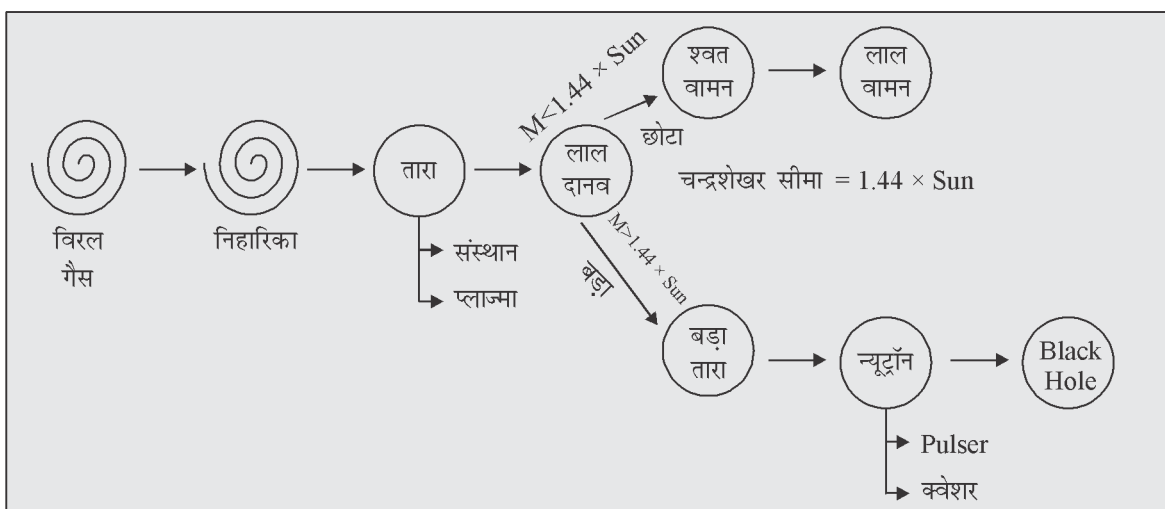 विरल
गैस
निहारिका
तारा
संस्थान
प्लाज्मा
लाल
दानव
M<1.44 × Sun
छोटा
श्वत
वामन
लाल
वामन
चन्द्रशेखर सीमा = 1.44 × Sun
M>1.44 × Sun
बड़ा
बड़ा
तारा
न्यूट्रॉन
Pulser
क्वेशर
Black
Hole